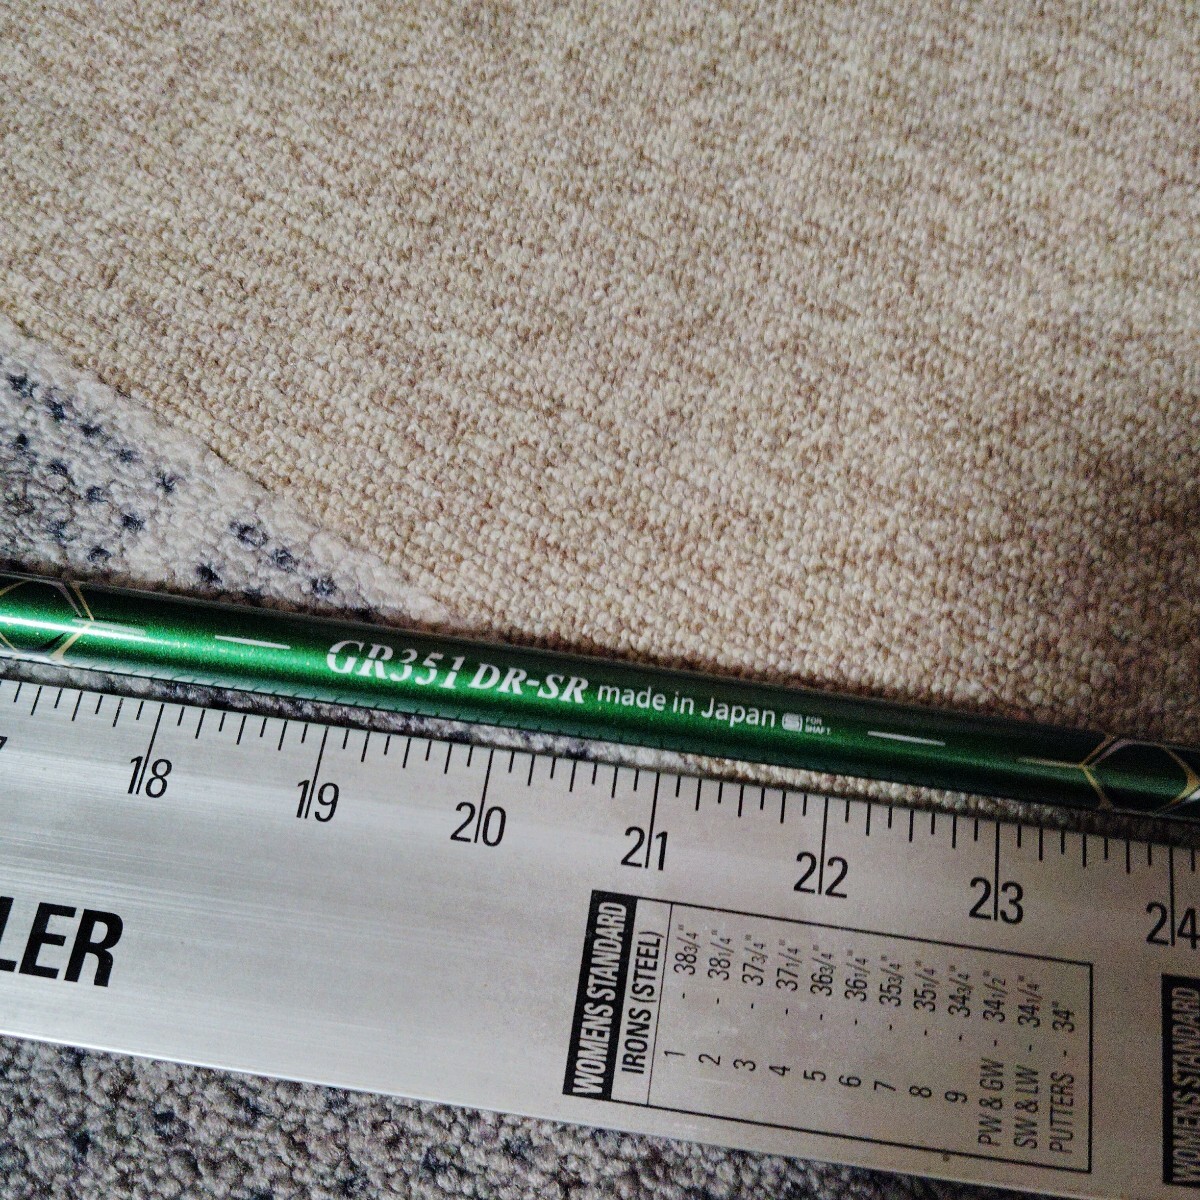 GR351 DR-SR made in Japan FOR SHAFT
18 19 20 21 22 23 24
LER
WOMENS STANDARD
IRONS (STEEL)
1 - 38 3/4"
2 - 38 1/4"
3 - 37 3/4"
4 - 37 1/4"
5 - 36 3/4"
6 - 36 1/4"
7 - 35 3/4"
8 - 35 1/4"
9 - 34 3/4"
PW & GW - 34 1/2"
SW & LW - 34 1/4"
PUTTERS - 34"
WOMENS STANDARD